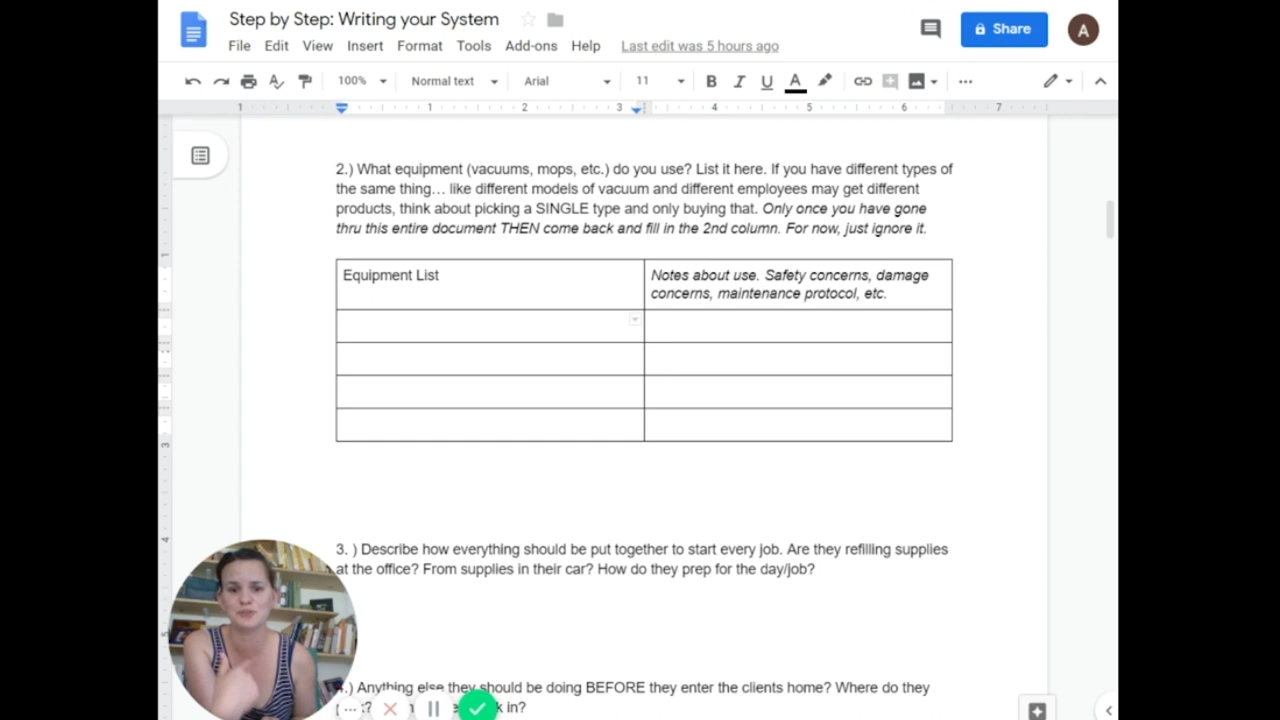 Step by Step: Writing your System
File Edit View Insert Format Tools Add-ons Help Last edit was 5 hours ago
Share
A
100% Normal text Arial 11 B I U A
1 1 2 3 4 5 6 7
2.) What equipment (vacuums, mops, etc.) do you use? List it here. If you have different types of
the same thing… like different models of vacuum and different employees may get different
products, think about picking a SINGLE type and only buying that. Only once you have gone
thru this entire document THEN come back and fill in the 2nd column. For now, just ignore it.
Equipment List
Notes about use. Safety concerns, damage
concerns, maintenance protocol, etc.
3. ) Describe how everything should be put together to start every job. Are they refilling supplies
at the office? From supplies in their car? How do they prep for the day/job?
.) Anything else they should be doing BEFORE they enter the clients home? Where do they
in?